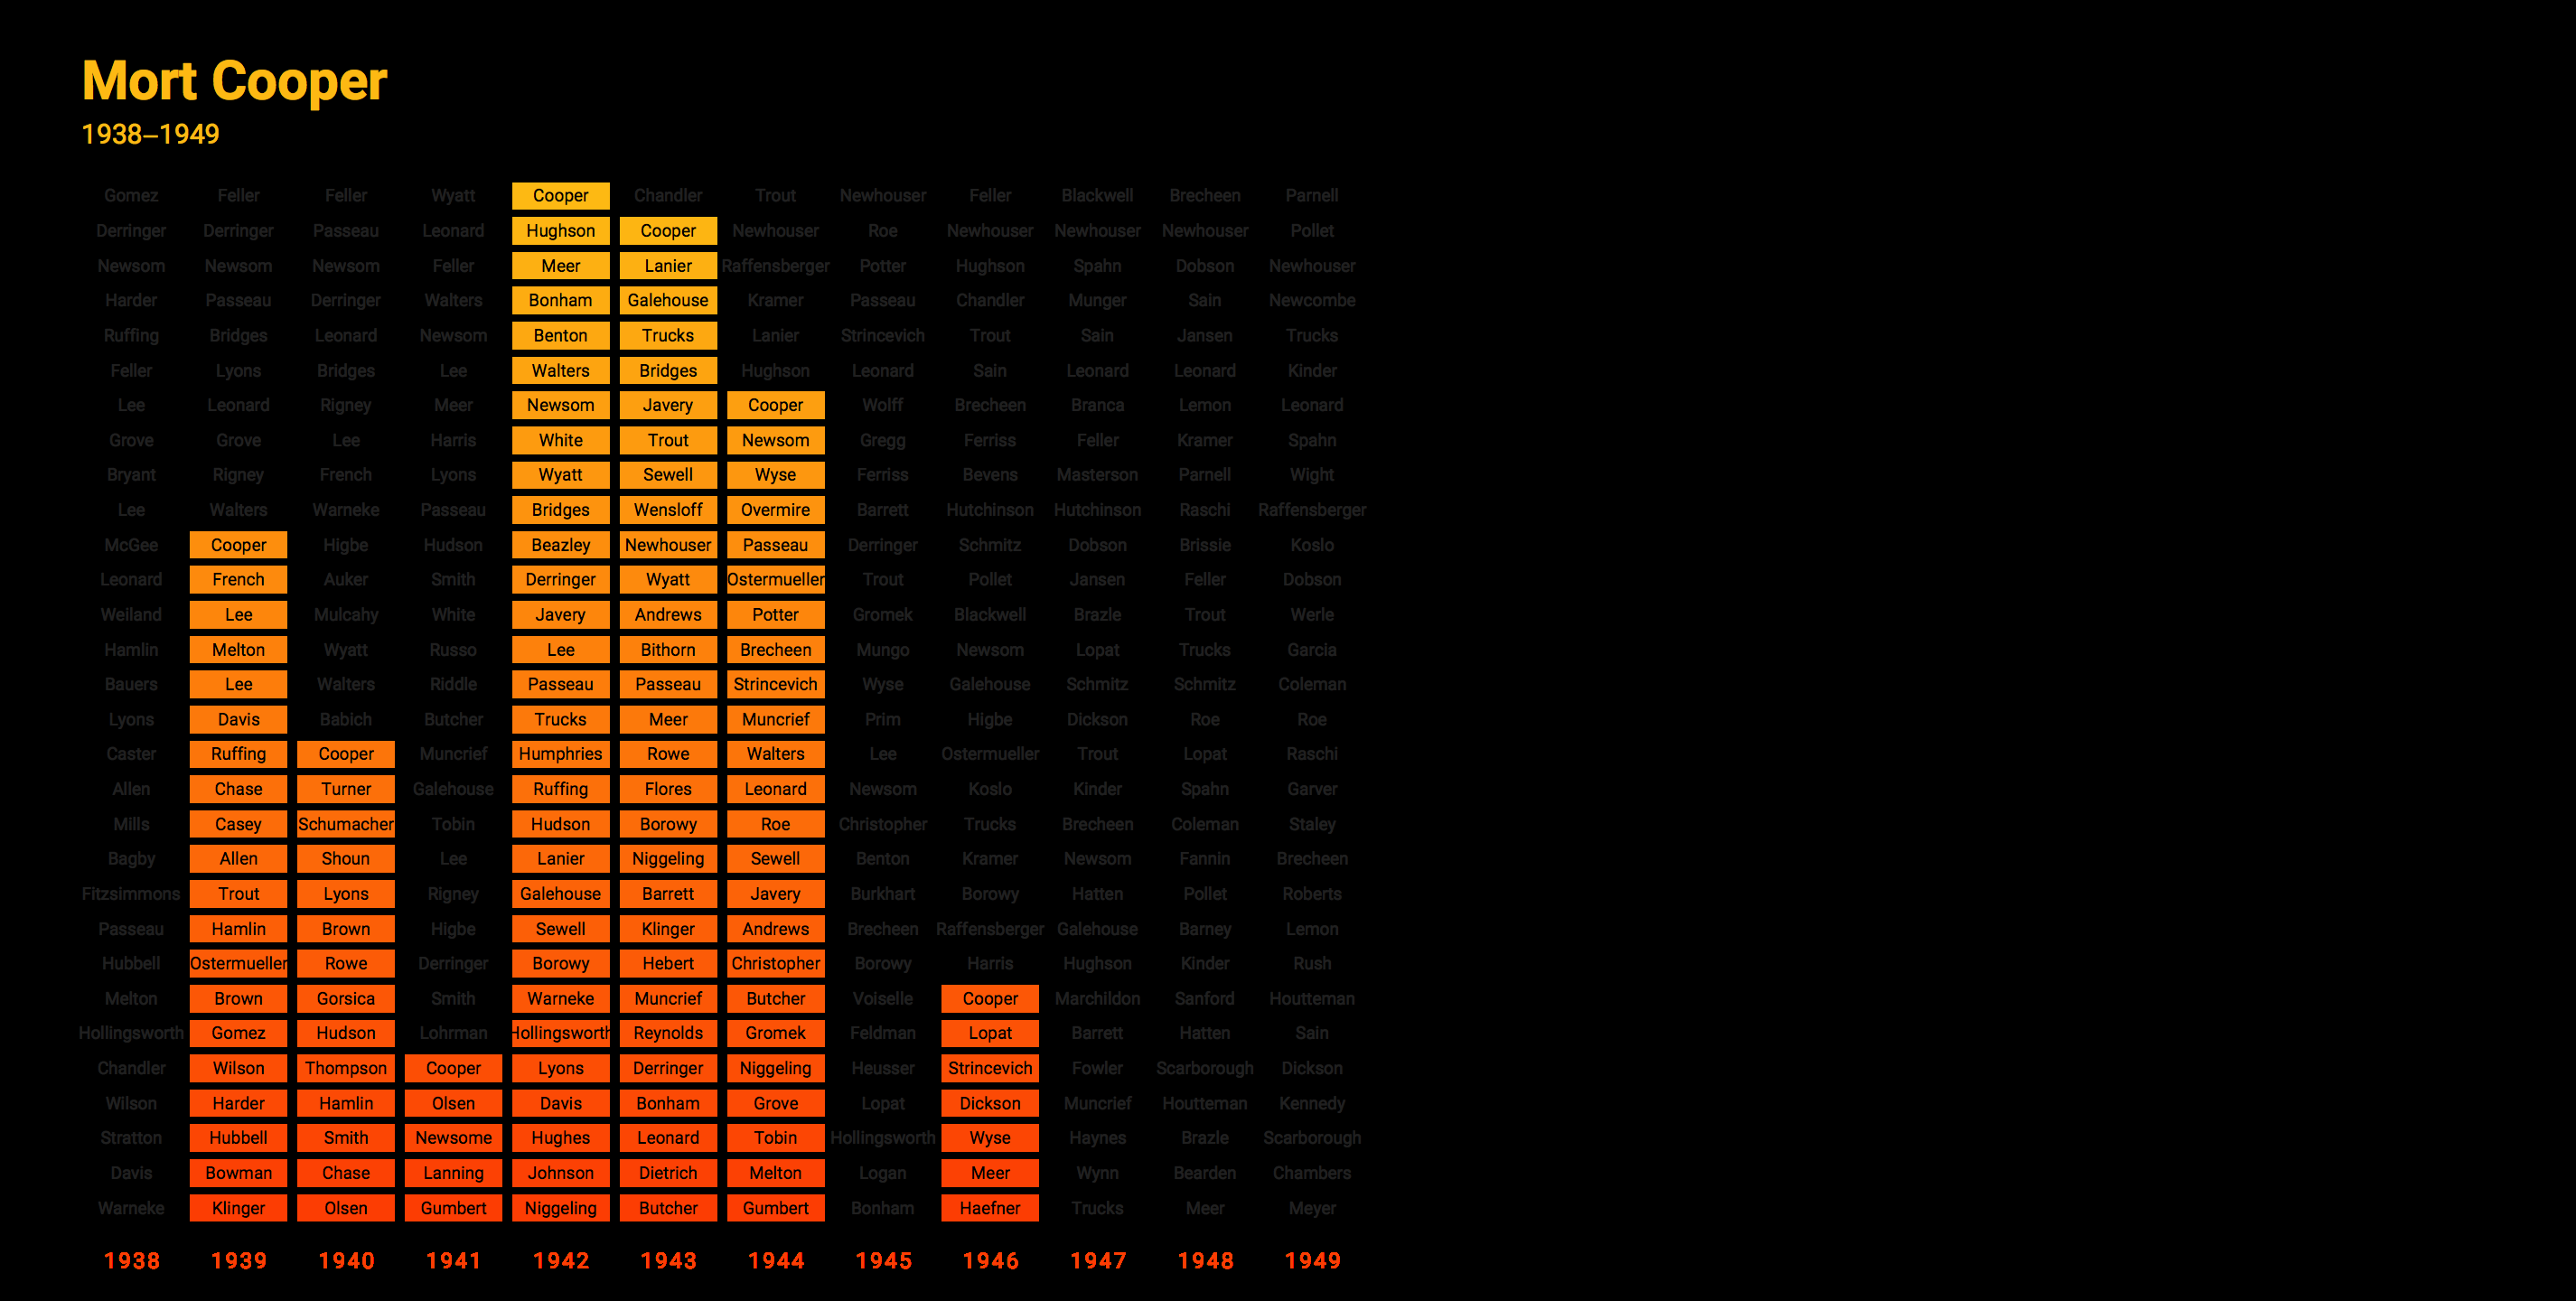 Mort Cooper
1938–1949
Gomez Feller Feller Wyatt Cooper Chandler Trout Newhouser Feller Blackwell Brecheen Parnell
Derringer Derringer Passeau Leonard Hughson Cooper Newhouser Roe Newhouser Newhouser Newhouser Pollet
Newsom Newsom Newsom Feller Meer Lanier Raffensberger Potter Hughson Spahn Dobson Newhouser
Harder Passeau Derringer Walters Bonham Galehouse Kramer Passeau Chandler Munger Sain Newcombe
Ruffing Bridges Leonard Newsom Benton Trucks Lanier Strincevich Trout Sain Jansen Trucks
Feller Lyons Bridges Lee Walters Bridges Hughson Leonard Sain Leonard Leonard Kinder
Lee Leonard Rigney Meer Newsom Javery Cooper Wolff Brecheen Branca Lemon Leonard
Grove Grove Lee Harris White Trout Newsom Gregg Ferriss Feller Kramer Spahn
Bryant Rigney French Lyons Wyatt Sewell Wyse Ferriss Bevens Masterson Parnell Wight
Lee Walters Warneke Passeau Bridges Wensloff Overmire Barrett Hutchinson Hutchinson Raschi Raffensberger
McGee Cooper Higbe Hudson Beazley Newhouser Passeau Derringer Schmitz Dobson Brissie Koslo
Leonard French Auker Smith Derringer Wyatt Ostermueller Trout Pollet Jansen Feller Dobson
Weiland Lee Mulcahy White Javery Andrews Potter Gromek Blackwell Brazle Trout Werle
Hamlin Melton Wyatt Russo Lee Bithorn Brecheen Mungo Newsom Lopat Trucks Garcia
Bauers Lee Walters Riddle Passeau Passeau Strincevich Wyse Galehouse Schmitz Schmitz Coleman
Lyons Davis Babich Butcher Trucks Meer Muncrief Prim Higbe Dickson Roe Roe
Caster Ruffing Cooper Muncrief Humphries Rowe Walters Lee Ostermueller Trout Lopat Raschi
Allen Chase Turner Galehouse Ruffing Flores Leonard Newsom Koslo Kinder Spahn Garver
Mills Casey Schumacher Tobin Hudson Borowy Roe Christopher Trucks Brecheen Coleman Staley
Bagby Allen Shoun Lee Lanier Niggeling Sewell Benton Kramer Newsom Fannin Brecheen
Fitzsimmons Trout Lyons Rigney Galehouse Barrett Javery Burkhart Borowy Hatten Pollet Roberts
Passeau Hamlin Brown Higbe Sewell Klinger Andrews Brecheen Raffensberger Galehouse Barney Lemon
Hubbell Ostermueller Rowe Derringer Borowy Hebert Christopher Borowy Harris Hughson Kinder Rush
Melton Brown Gorsica Smith Warneke Muncrief Butcher Voiselle Cooper Marchildon Sanford Houtteman
Hollingsworth Gomez Hudson Lohrman Hollingsworth Reynolds Gromek Feldman Lopat Barrett Hatten Sain
Chandler Wilson Thompson Cooper Lyons Derringer Niggeling Heusser Strincevich Fowler Scarborough Dickson
Wilson Harder Hamlin Olsen Davis Bonham Grove Lopat Dickson Muncrief Houtteman Kennedy
Stratton Hubbell Smith Newsome Hughes Leonard Tobin Hollingsworth Wyse Haynes Brazle Scarborough
Davis Bowman Chase Lanning Johnson Dietrich Melton Logan Meer Wynn Bearden Chambers
Warneke Klinger Olsen Gumbert Niggeling Butcher Gumbert Bonham Haefner Trucks Meer Meyer
1938 1939 1940 1941 1942 1943 1944 1945 1946 1947 1948 1949